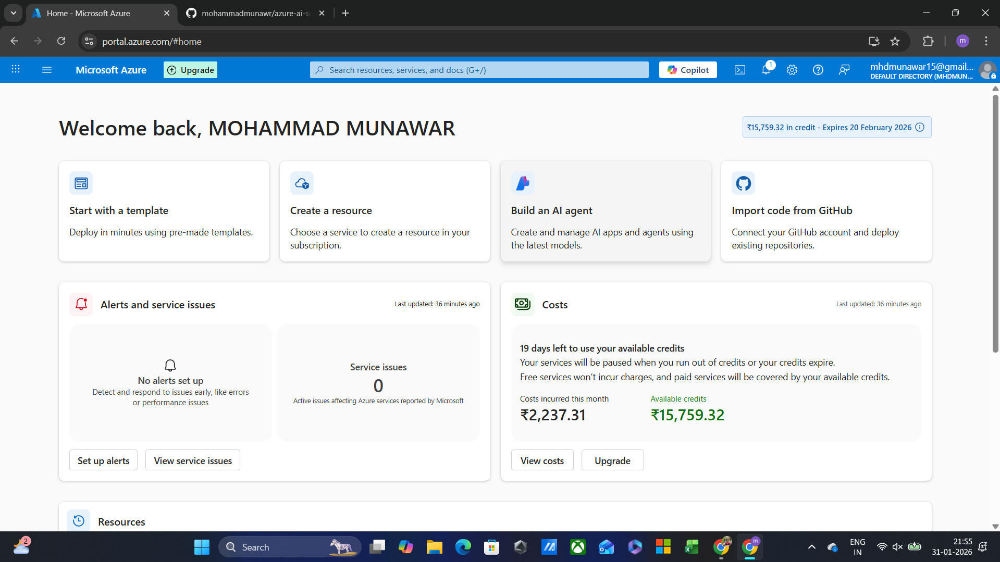 Home - Microsoft Azure
mohammadmunawr/azure-ai-se
portal.azure.com/#home
Microsoft Azure
Upgrade
Search resources, services, and docs (G+/)
Copilot
1
mhdmunawar15@gmail...
DEFAULT DIRECTORY (MHDMUN...
m
Welcome back, MOHAMMAD MUNAWAR
₹15,759.32 in credit - Expires 20 February 2026
Start with a template
Deploy in minutes using pre-made templates.
Create a resource
Choose a service to create a resource in your
subscription.
Build an AI agent
Create and manage AI apps and agents using
the latest models.
Import code from GitHub
Connect your GitHub account and deploy
existing repositories.
Alerts and service issues
Last updated: 36 minutes ago
No alerts set up
Detect and respond to issues early, like errors
or performance issues
Service issues
0
Active issues affecting Azure services reported by Microsoft
Set up alerts
View service issues
Costs
Last updated: 36 minutes ago
19 days left to use your available credits
Your services will be paused when you run out of credits or your credits expire.
Free services won't incur charges, and paid services will be covered by your available credits.
Costs incurred this month
₹2,237.31
Available credits
₹15,759.32
View costs
Upgrade
Resources
2
Search
m
ENG
IN
21:55
31-01-2026